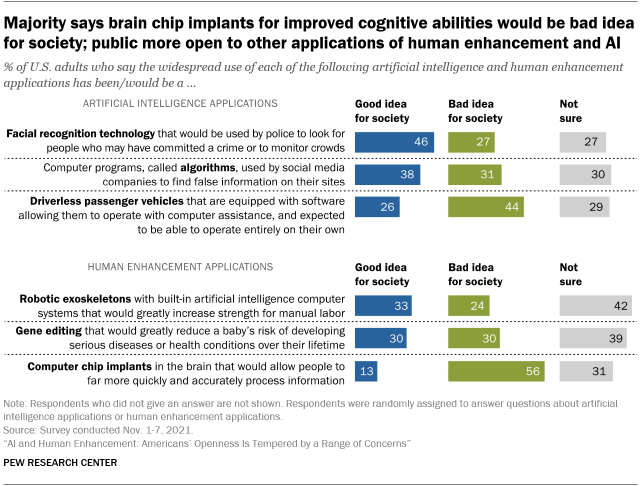 Majority says brain chip implants for improved cognitive abilities would be bad idea
for society; public more open to other applications of human enhancement and AI
% of U.S. adults who say the widespread use of each of the following artificial intelligence and human enhancement
applications has been/would be a ...
ARTIFICIAL INTELLIGENCE APPLICATIONS
Good idea for society
Bad idea for society
Not sure
Facial recognition technology that would be used by police to look for
people who may have committed a crime or to monitor crowds
46 27 27
Computer programs, called algorithms, used by social media
companies to find false information on their sites
38 31 30
Driverless passenger vehicles that are equipped with software
allowing them to operate with computer assistance, and expected
to be able to operate entirely on their own
26 44 29
HUMAN ENHANCEMENT APPLICATIONS
Good idea for society
Bad idea for society
Not sure
Robotic exoskeletons with built-in artificial intelligence computer
systems that would greatly increase strength for manual labor
33 24 42
Gene editing that would greatly reduce a baby's risk of developing
serious diseases or health conditions over their lifetime
30 30 39
Computer chip implants in the brain that would allow people to
far more quickly and accurately process information
13 56 31
Note: Respondents who did not give an answer are not shown. Respondents were randomly assigned to answer questions about artificial
intelligence applications or human enhancement applications.
Source: Survey conducted Nov. 1-7, 2021.
"AI and Human Enhancement: Americans' Openness Is Tempered by a Range of Concerns"
PEW RESEARCH CENTER